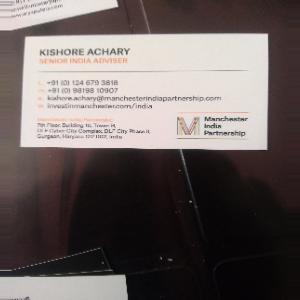 KISHORE ACHARY
SENIOR INDIA ADVISER
+91 (0) 124 679 3818
+91 (0) 98198 10907
kishore.achary@manchesterindiapartnership.com
investinmanchester.com/india
Manchester India Partnership
7th Floor, Building 10, Tower B,
DLF Cyber City Complex, DLF City Phase II,
Gurgaon, Haryana 122 002, India
Manchester
India
Partnership